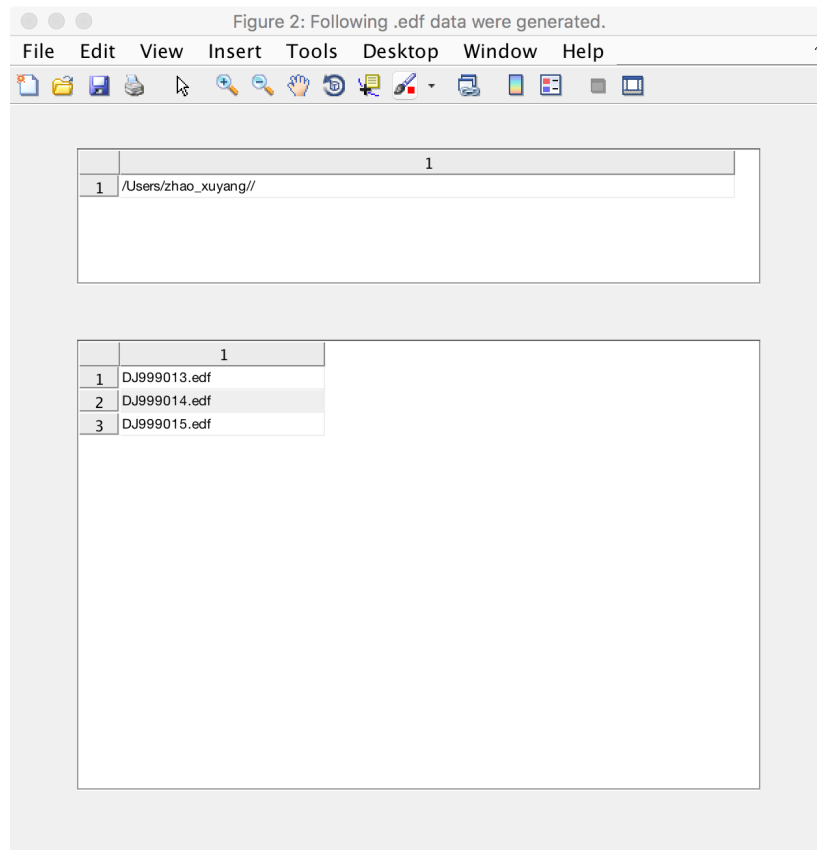 Figure 2: Following .edf data were generated.
File Edit View Insert Tools Desktop Window Help
1
1 /Users/zhao_xuyang//
1
1 DJ999013.edf
2 DJ999014.edf
3 DJ999015.edf